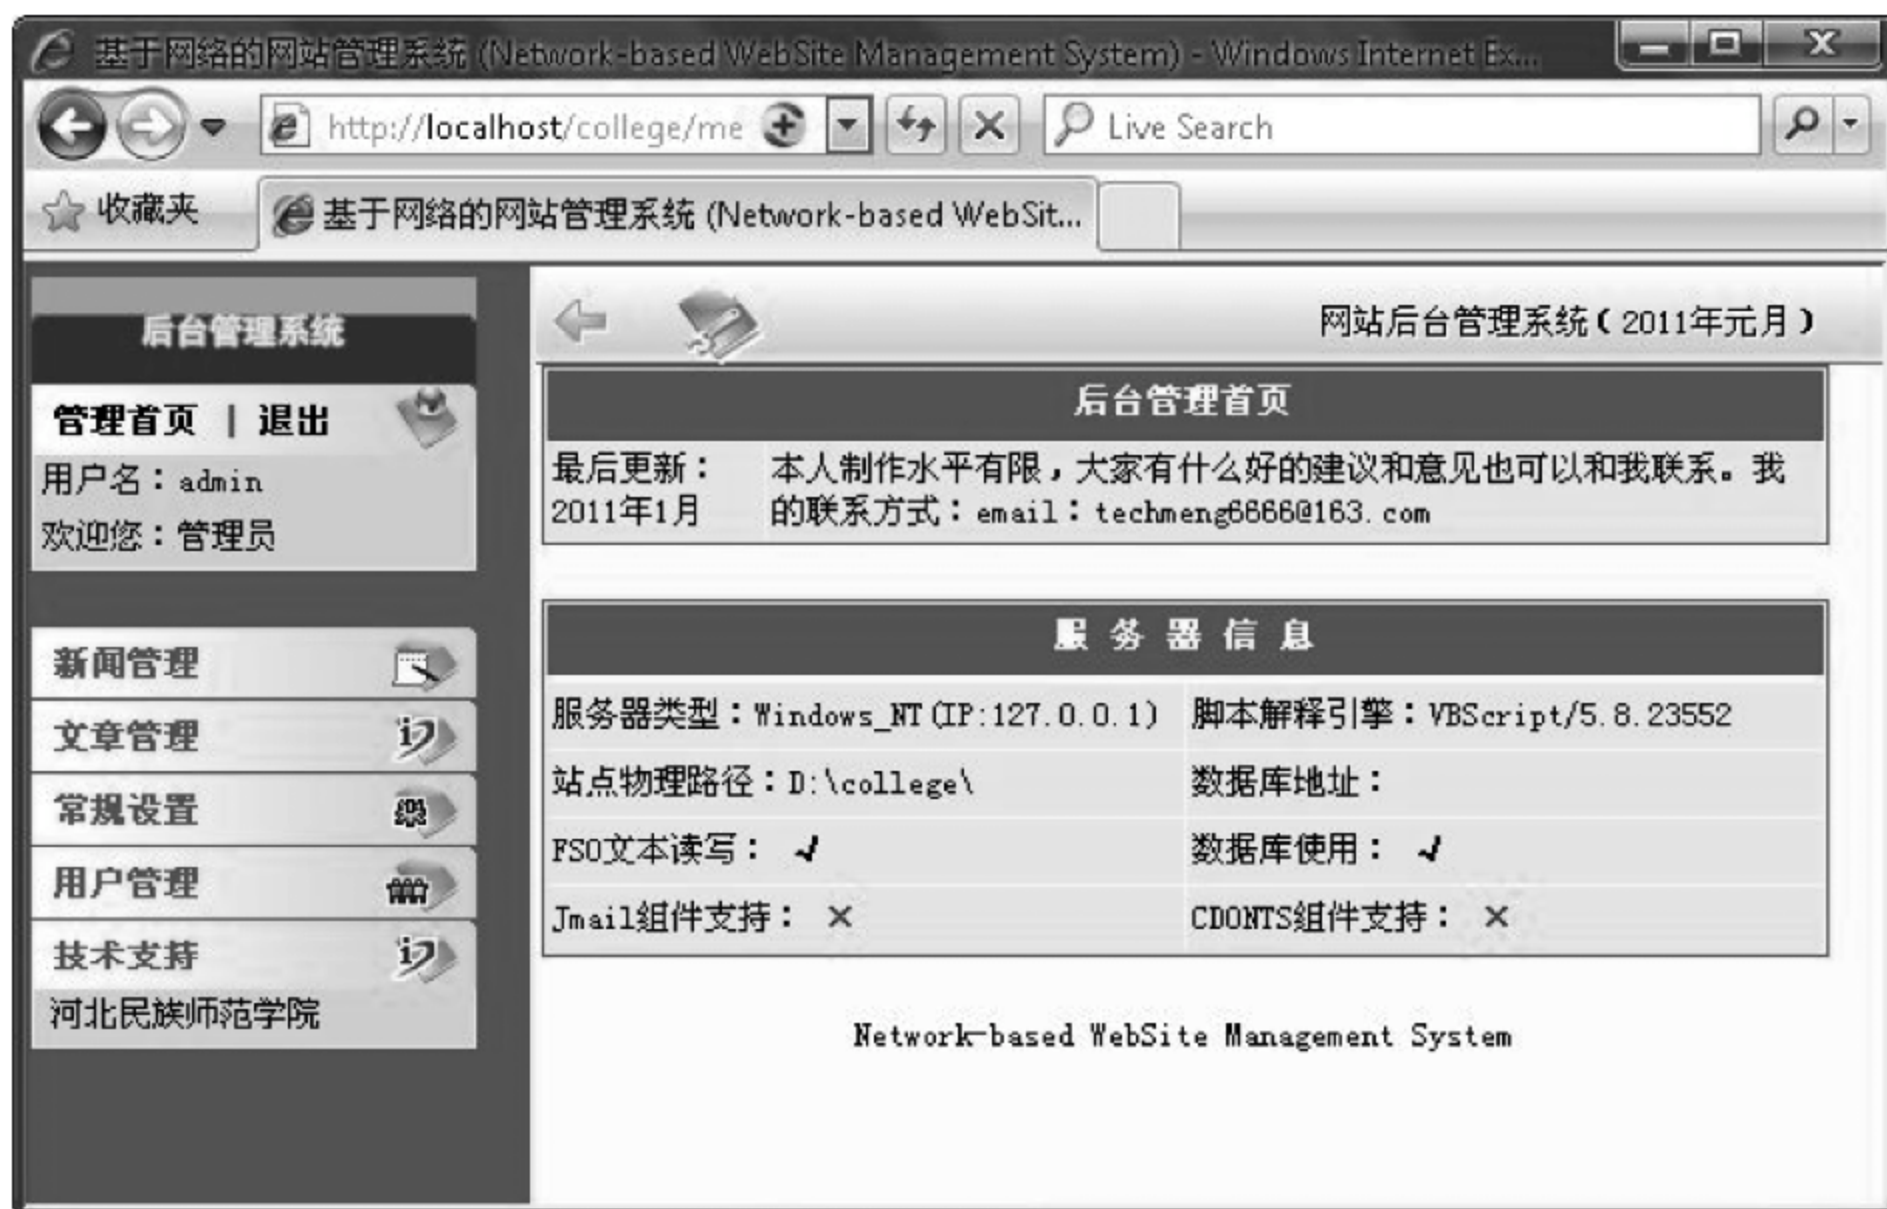 基于网络的网站管理系统 (Network-based WebSite Management System) - Windows Internet Ex...
http://localhost/college/me
Live Search
收藏夹
基于网络的网站管理系统 (Network-based WebSit...
后台管理系统
管理首页 | 退出
用户名：admin
欢迎您：管理员
新闻管理
文章管理
常规设置
用户管理
技术支持
河北民族师范学院
网站后台管理系统（2011年元月）
后台管理首页
最后更新：
2011年1月
本人制作水平有限，大家有什么好的建议和意见也可以和我联系。我
的联系方式：email：techmeng6666@163.com
服 务 器 信 息
服务器类型：Windows_NT(IP:127.0.0.1)
脚本解释引擎：VBScript/5.8.23552
站点物理路径：D:\college\
数据库地址：
FSO文本读写： √
数据库使用： √
Jmail组件支持： ×
CDONTS组件支持： ×
Network-based WebSite Management System